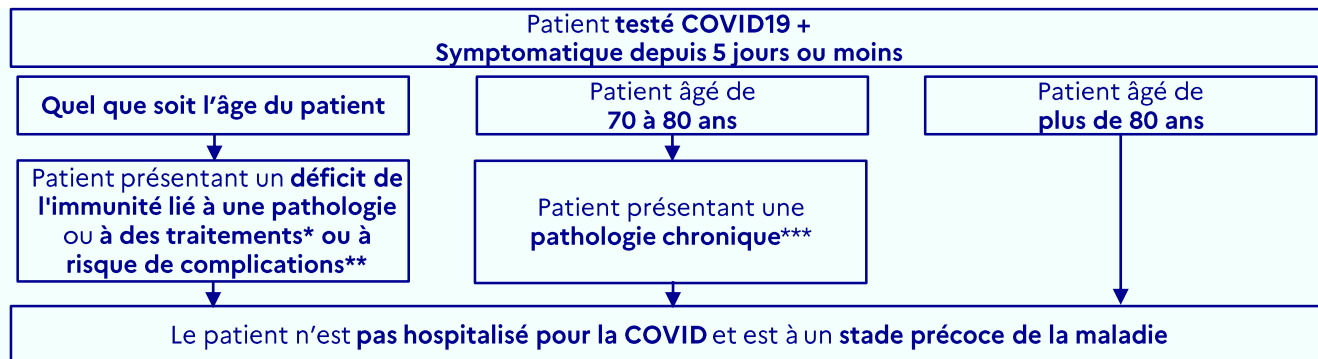 Patient testé COVID19 +
Symptomatique depuis 5 jours ou moins
Quel que soit l'âge du patient
Patient âgé de
70 à 80 ans
Patient âgé de
plus de 80 ans
Patient présentant un déficit de
l'immunité lié à une pathologie
ou à des traitements* ou à
risque de complications**
Patient présentant une
pathologie chronique***
Le patient n'est pas hospitalisé pour la COVID et est à un stade précoce de la maladie